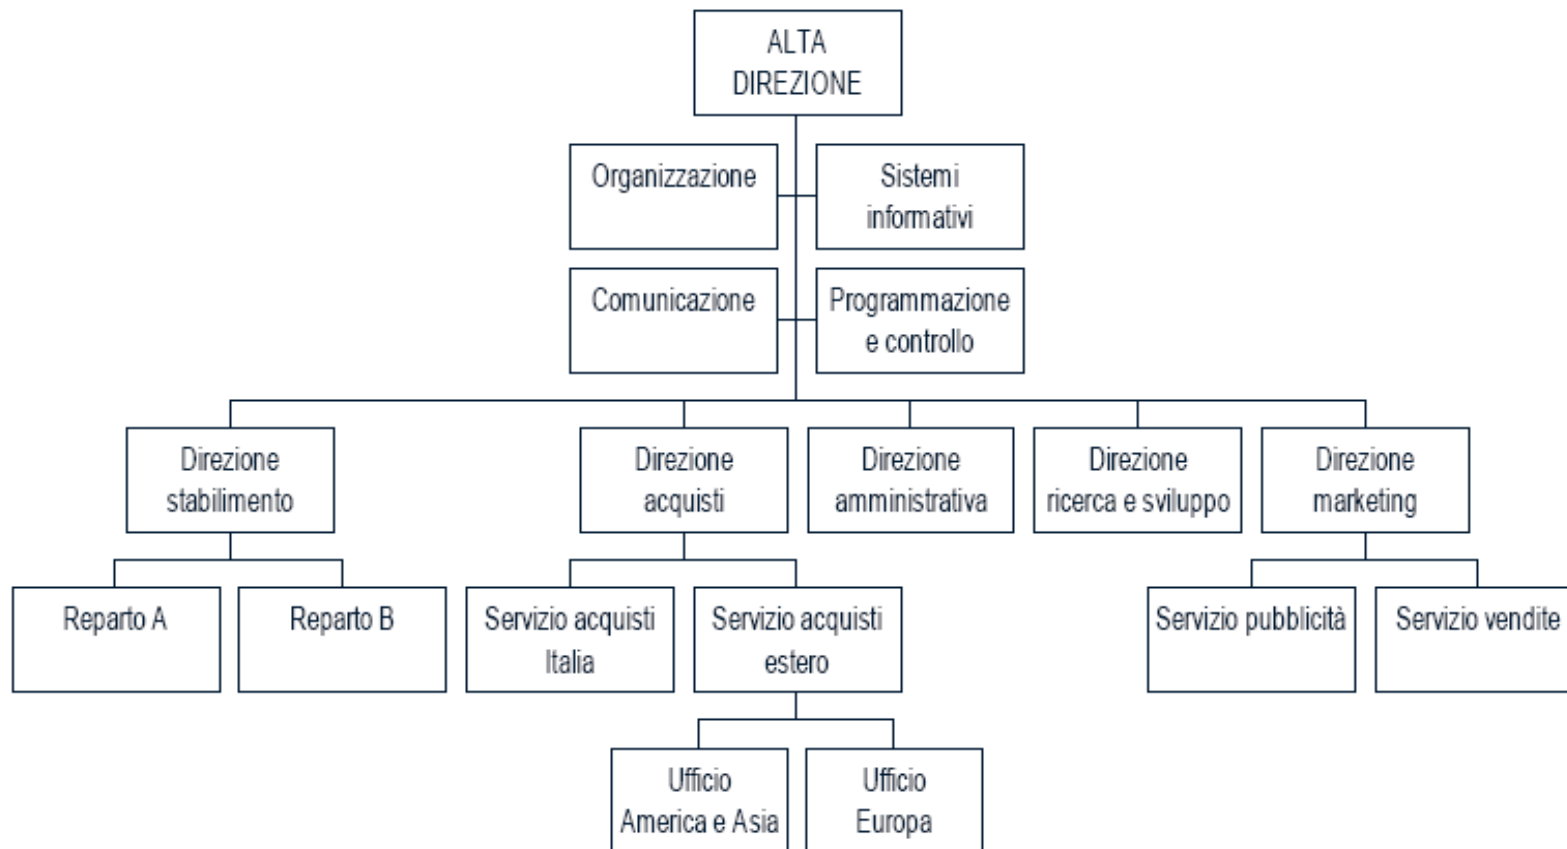 ALTA
DIREZIONE
Organizzazione
Sistemi
informativi
Comunicazione
Programmazione
e controllo
Direzione
stabilimento
Direzione
acquisti
Direzione
amministrativa
Direzione
ricerca e sviluppo
Direzione
marketing
Reparto A
Reparto B
Servizio acquisti
Italia
Servizio acquisti
estero
Servizio pubblicità
Servizio vendite
Ufficio
America e Asia
Ufficio
Europa